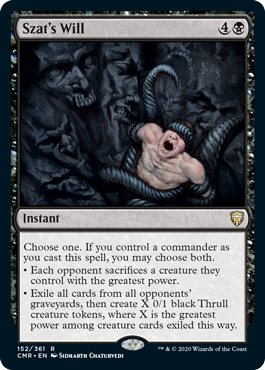 Szat's Will 4
Instant
Choose one. If you control a commander as
you cast this spell, you may choose both.
• Each opponent sacrifices a creature they
control with the greatest power.
• Exile all cards from all opponents'
graveyards, then create X 0/1 black Thrull
creature tokens, where X is the greatest
power among creature cards exiled this way.
152/361 R
CMR • EN Sidharth Chaturvedi
™ & © 2020 Wizards of the Coast